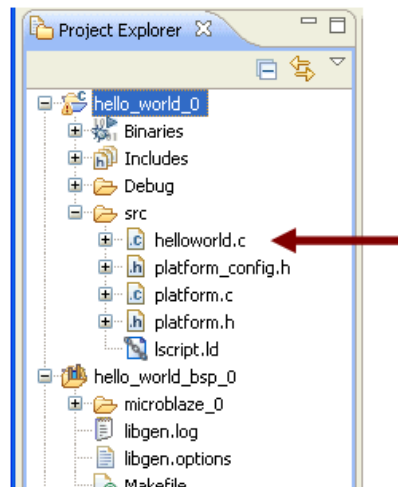 Project Explorer
hello_world_0
Binaries
Includes
Debug
src
helloworld.c
platform_config.h
platform.c
platform.h
lscript.ld
hello_world_bsp_0
microblaze_0
libgen.log
libgen.options
Makefile